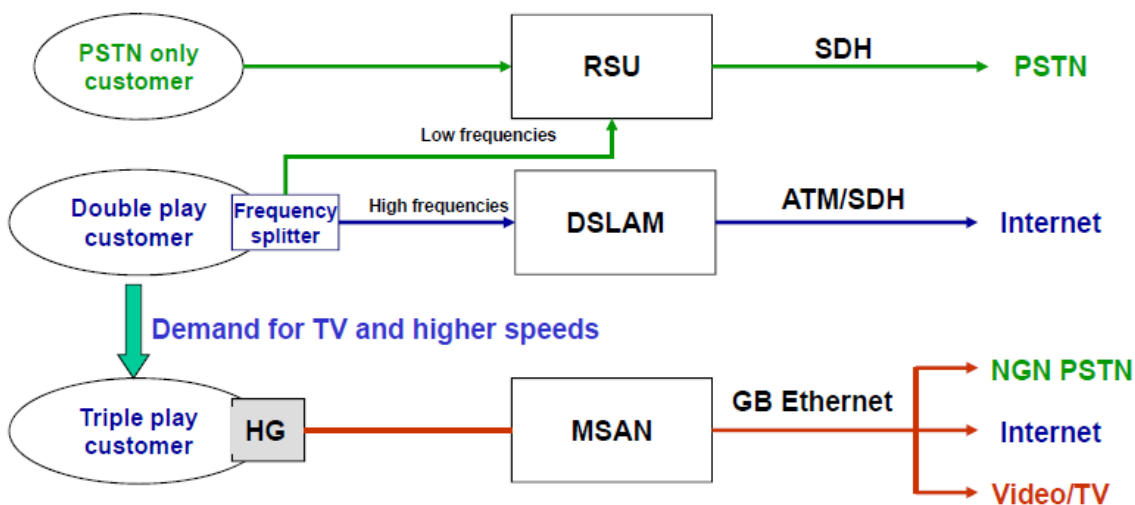 PSTN only
customer
RSU
SDH
PSTN
Low frequencies
Double play
customer
Frequency
splitter
High frequencies
DSLAM
ATM/SDH
Internet
Demand for TV and higher speeds
Triple play
customer
HG
MSAN
GB Ethernet
NGN PSTN
Internet
Video/TV